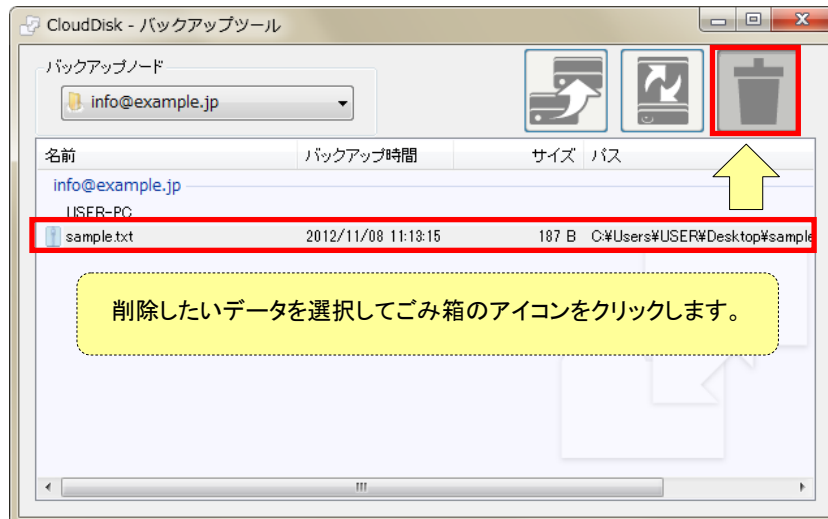 CloudDisk - バックアップツール
バックアップノード
info@example.jp
名前 バックアップ時間 サイズ パス
info@example.jp
USER-PC
sample.txt 2012/11/08 11:13:15 187 B C:¥Users¥USER¥Desktop¥sample
削除したいデータを選択してごみ箱のアイコンをクリックします。